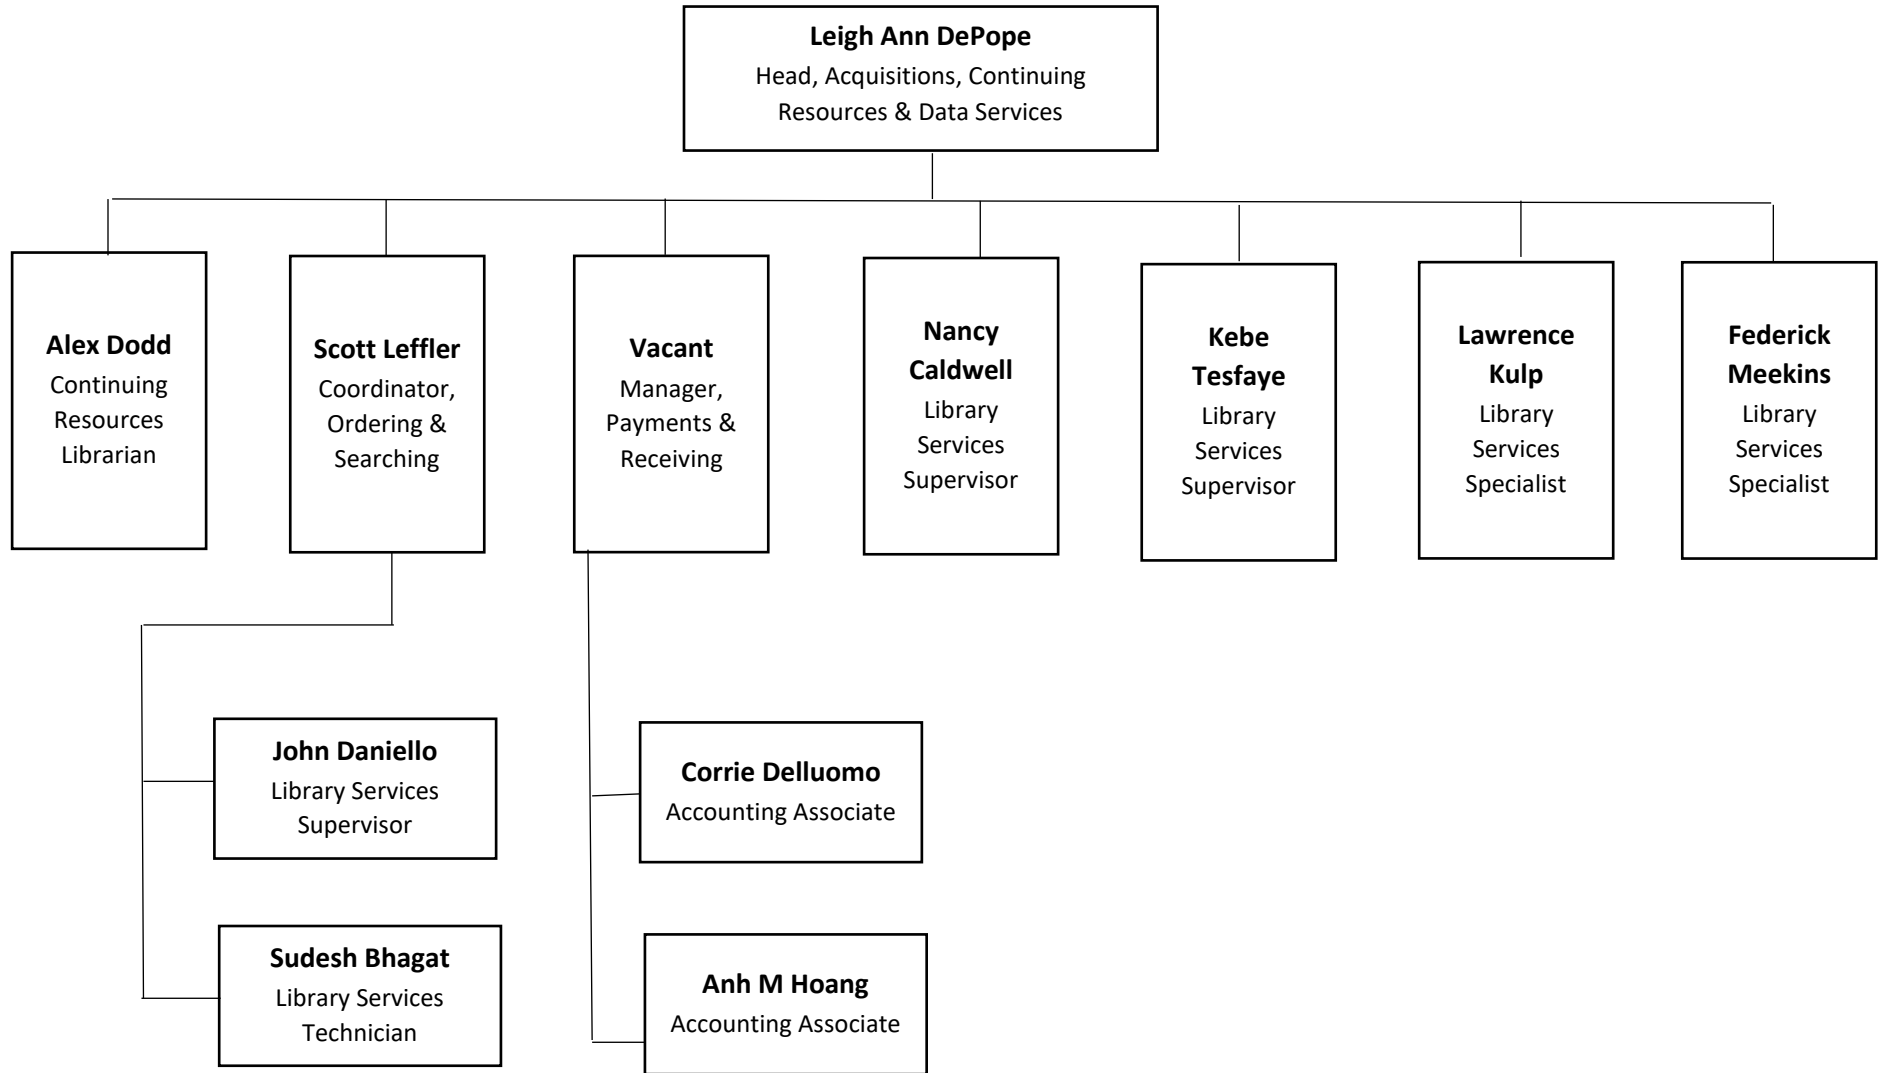 Leigh Ann DePope
Head, Acquisitions, Continuing
Resources & Data Services
Alex Dodd
Continuing
Resources
Librarian
Scott Leffler
Coordinator,
Ordering &
Searching
Vacant
Manager,
Payments &
Receiving
Nancy
Caldwell
Library
Services
Supervisor
Kebe
Tesfaye
Library
Services
Supervisor
Lawrence
Kulp
Library
Services
Specialist
Federick
Meekins
Library
Services
Specialist
John Daniello
Library Services
Supervisor
Corrie Delluomo
Accounting Associate
Sudesh Bhagat
Library Services
Technician
Anh M Hoang
Accounting Associate